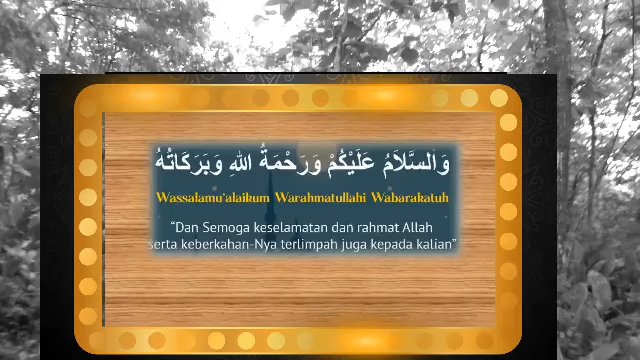 وَالسَّلاَمُ عَلَيْكُمْ وَرَحْمَةُ اللهِ وَبَرَكَاتُهُ
Wassalamu'alaikum Warahmatullahi Wabarakatuh
“Dan Semoga keselamatan dan rahmat Allah
serta keberkahan-Nya terlimpah juga kepada kalian”